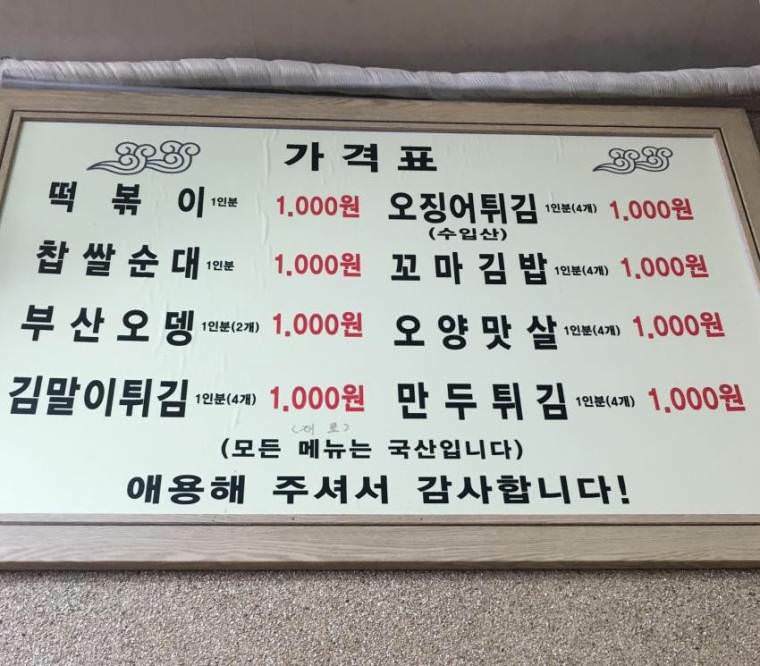 가격표
떡볶이 1인분 1.000원 오징어튀김 1인분(4개) 1.000원
(수입산)
찹쌀순대 1인분 1.000원 꼬마김밥 1인분(4개) 1.000원
부산오뎅 1인분(2개) 1.000원 오양맛살 1인분(4개) 1.000원
김말이튀김 1인분(4개) 1.000원 만두튀김 1인분(4개) 1.000원
(모든 메뉴는 국산입니다)
애용해 주셔서 감사합니다!